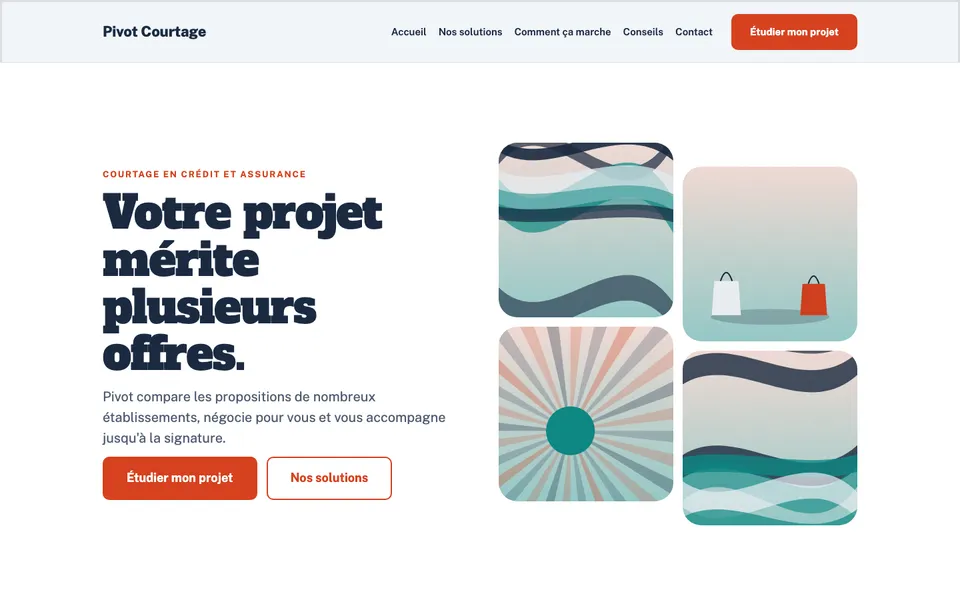 Pivot Courtage
Accueil Nos solutions Comment ça marche Conseils Contact Étudier mon projet
COURTAGE EN CRÉDIT ET ASSURANCE
Votre projet
mérite
plusieurs
offres.
Pivot compare les propositions de nombreux
établissements, négocie pour vous et vous accompagne
jusqu'à la signature.
Étudier mon projet Nos solutions